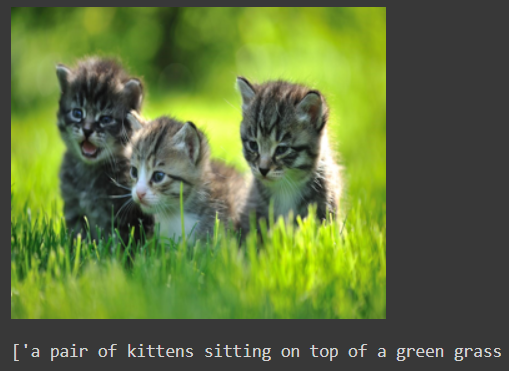 ['a pair of kittens sitting on top of a green grass